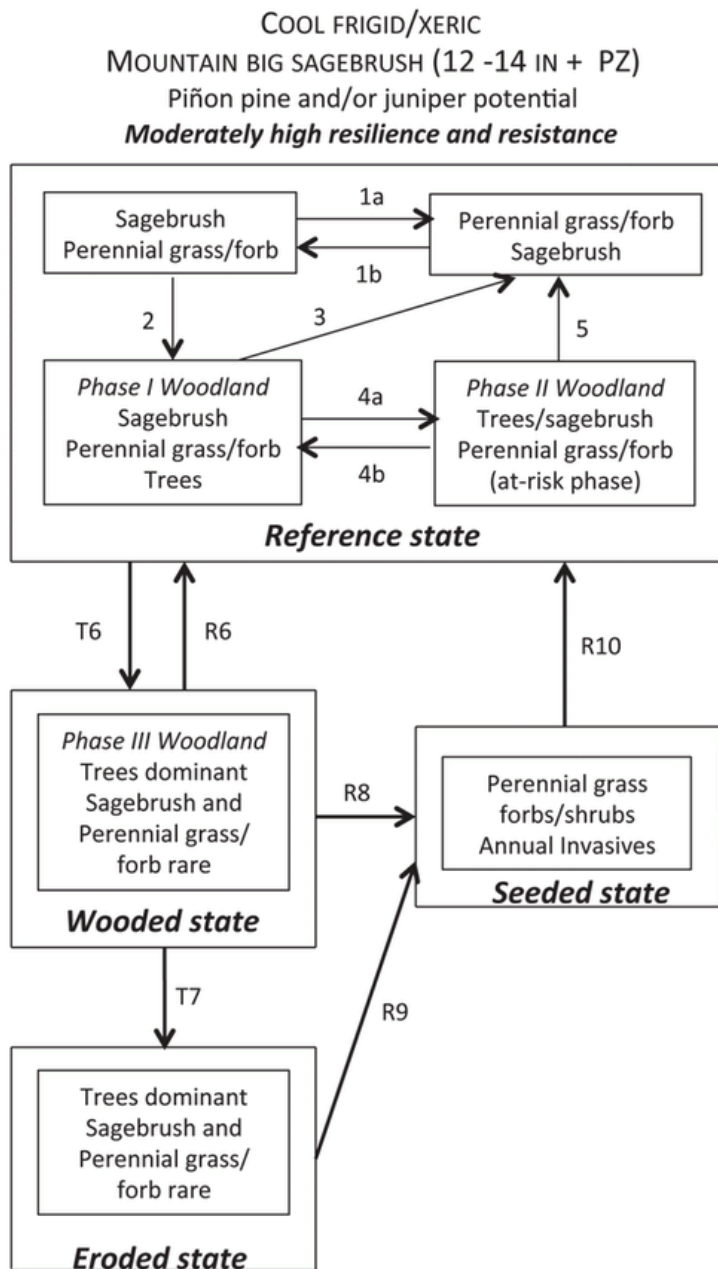 COOL FRIGID/XERIC
MOUNTAIN BIG SAGEBRUSH (12 -14 IN + PZ)
Piñon pine and/or juniper potential
Moderately high resilience and resistance
1a
Sagebrush
Perennial grass/forb
Perennial grass/forb
Sagebrush
1b
2
3
5
Phase I Woodland
Sagebrush
Perennial grass/forb
Trees
4a
4b
Phase II Woodland
Trees/sagebrush
Perennial grass/forb
(at-risk phase)
Reference state
T6
R6
R10
Phase III Woodland
Trees dominant
Sagebrush and
Perennial grass/
forb rare
Wooded state
R8
Perennial grass
forbs/shrubs
Annual Invasives
Seeded state
T7
R9
Trees dominant
Sagebrush and
Perennial grass/
forb rare
Eroded state